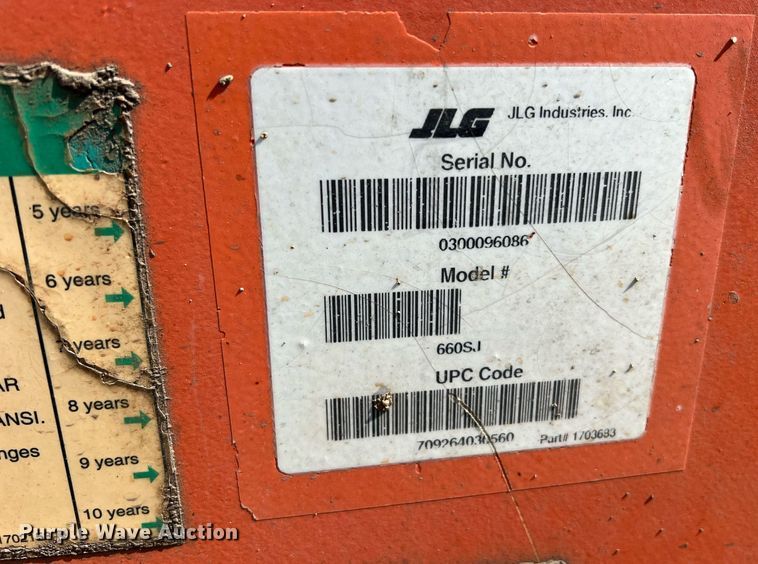 JLG JLG Industries, Inc.
Serial No.
0300096086
Model #
660SJ
UPC Code
709264030560 Part# 1703683
5 years
6 years
years
AR
8 years
ANSI.
nges
9 years
10 years
Purple Wave Auction